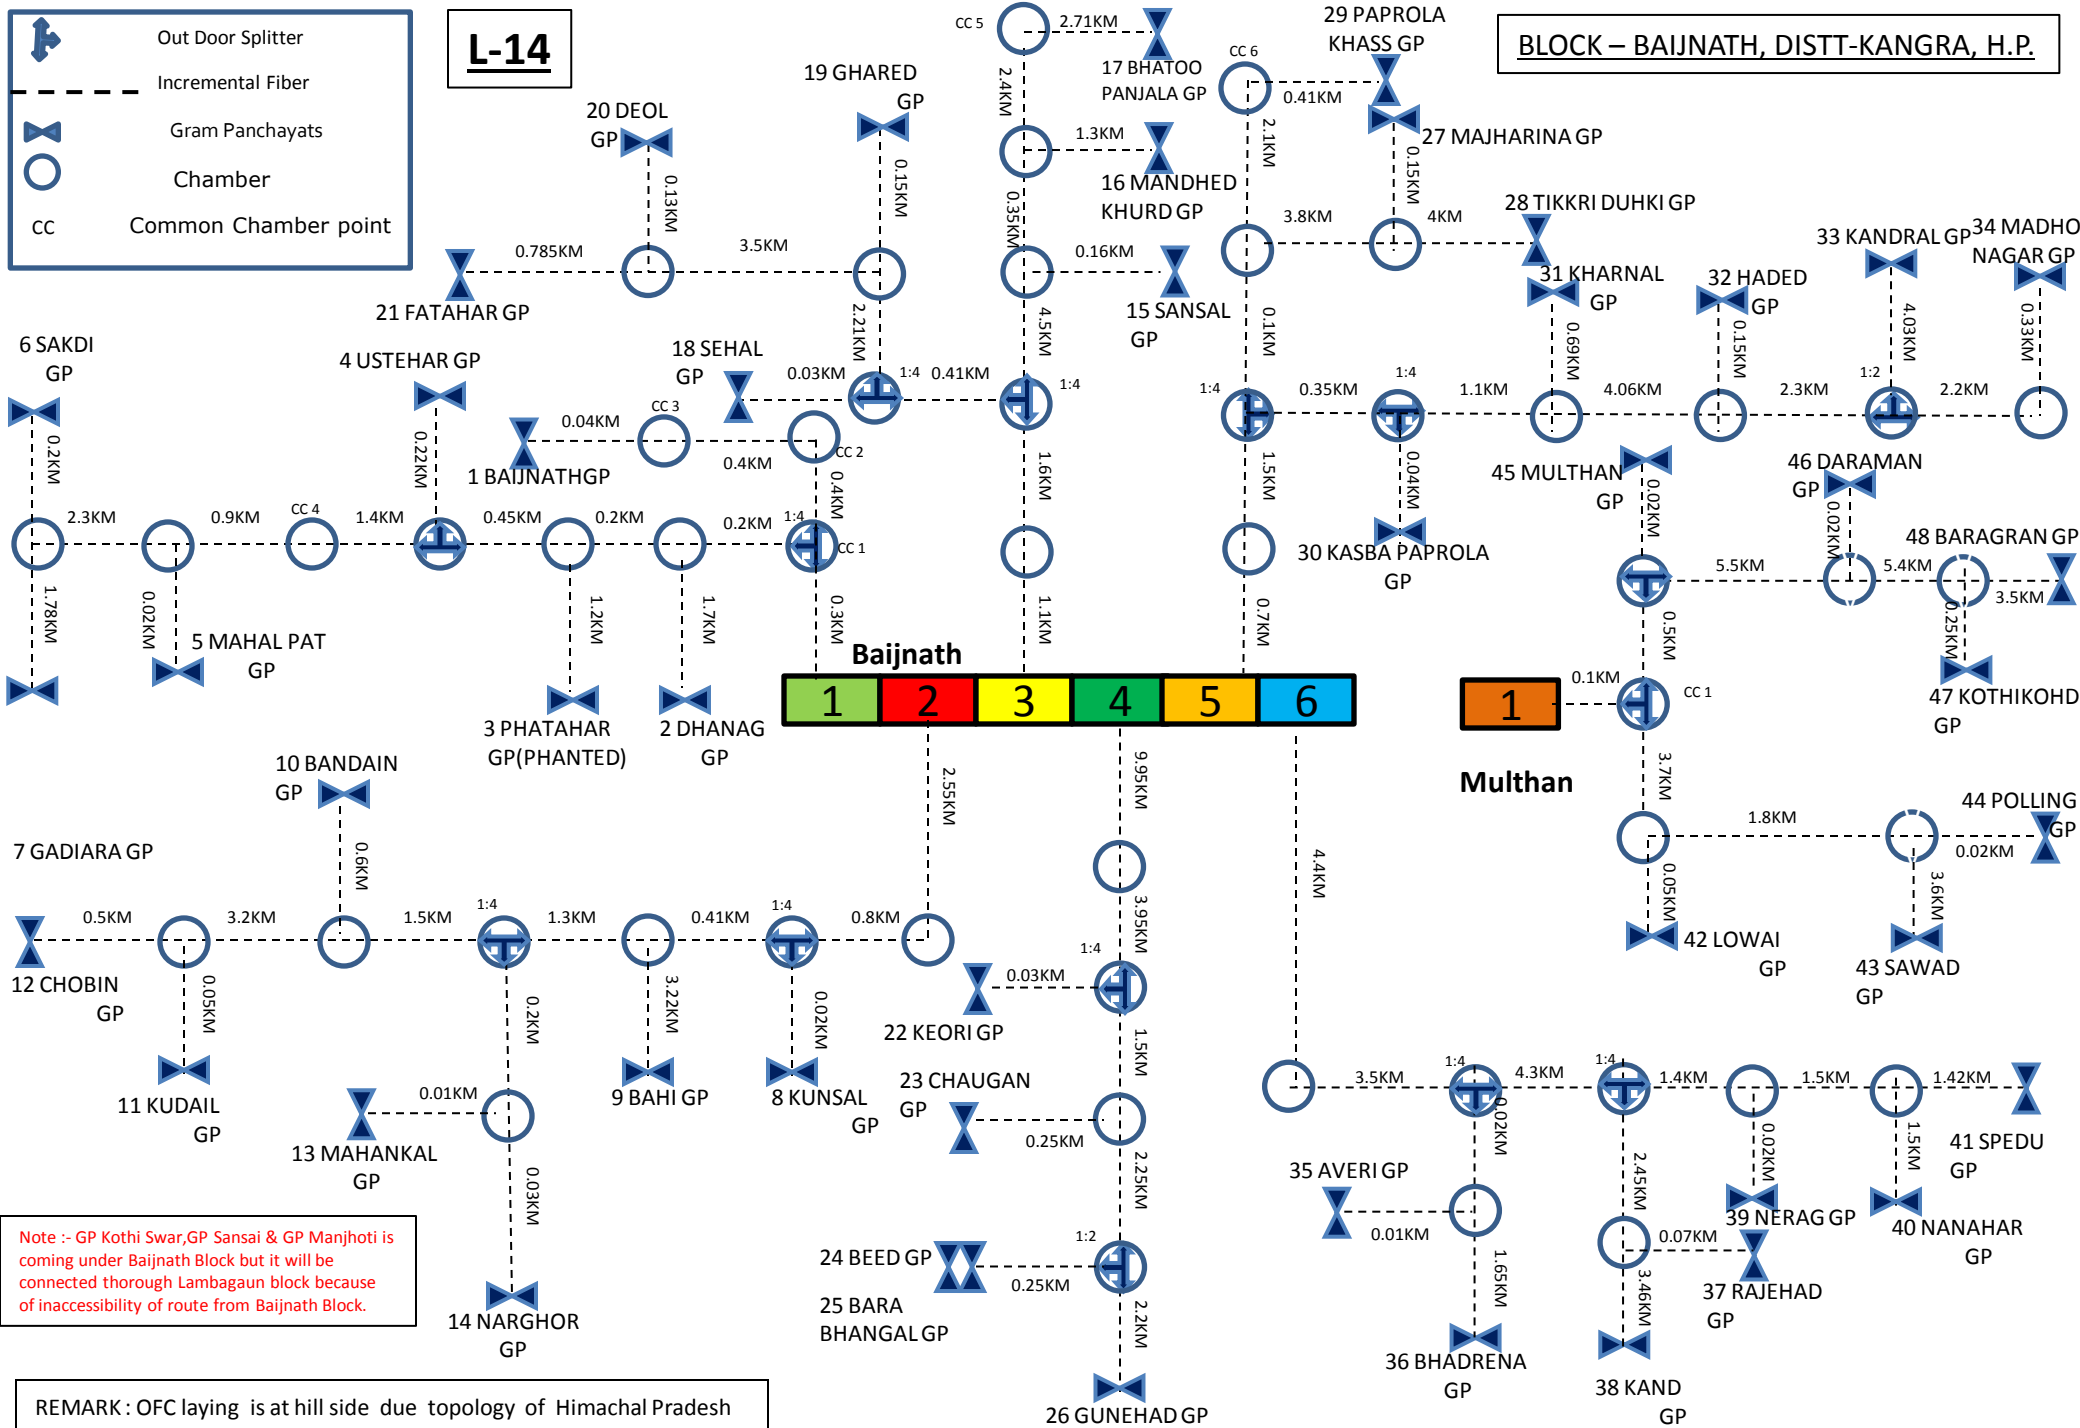 Out Door Splitter
Incremental Fiber
Gram Panchayats
Chamber
CC Common Chamber point
L-14
BLOCK – BAIJNATH, DISTT-KANGRA, H.P.
CC 5
2.71KM
17 BHATOO
PANJALA GP
2.4KM
1.3KM
16 MANDHED
KHURD GP
0.35KM
0.16KM
15 SANSAL
GP
4.5KM
1:4
1.6KM
1.1KM
19 GHARED
GP
0.15KM
20 DEOL
GP
0.13KM
3.5KM
0.785KM
21 FATAHAR GP
2.21KM
18 SEHAL
GP
0.03KM
1:4
0.41KM
29 PAPROLA
KHASS GP
CC 6
0.41KM
27 MAJHARINA GP
2.1KM
0.15KM
3.8KM
4KM
28 TIKKRI DUHKI GP
0.1KM
1:4
0.35KM
1:4
1.1KM
31 KHARNAL
GP
0.69KM
4.06KM
32 HADED
GP
0.15KM
2.3KM
1:2
33 KANDRAL GP
4.03KM
34 MADHO
NAGAR GP
0.33KM
2.2KM
1.5KM
0.04KM
30 KASBA PAPROLA
GP
0.7KM
6 SAKDI
GP
0.2KM
2.3KM
0.9KM
CC 4
1.4KM
4 USTEHAR GP
0.22KM
0.45KM
0.2KM
0.2KM
1:4
CC 1
1 BAIJNATHGP
0.04KM
CC 3
0.4KM
CC 2
0.4KM
1.78KM
0.02KM
5 MAHAL PAT
GP
1.2KM
3 PHATAHAR
GP(PHANTED)
1.7KM
2 DHANAG
GP
0.3KM
Baijnath
1 2 3 4 5 6
45 MULTHAN
GP
0.02KM
46 DARAMAN
GP
0.02KM
5.5KM
5.4KM
48 BARAGRAN GP
3.5KM
0.25KM
47 KOTHIKOHD
GP
0.5KM
0.1KM
CC 1
1
Multhan
3.7KM
1.8KM
44 POLLING
GP
0.02KM
0.05KM
42 LOWAI
GP
3.6KM
43 SAWAD
GP
2.55KM
10 BANDAIN
GP
0.6KM
7 GADIARA GP
0.5KM
3.2KM
1.5KM
1:4
1.3KM
0.41KM
1:4
0.8KM
12 CHOBIN
GP
0.05KM
11 KUDAIL
GP
0.2KM
0.01KM
13 MAHANKAL
GP
0.03KM
14 NARGHOR
GP
3.22KM
9 BAHI GP
0.02KM
8 KUNSAL
GP
9.95KM
3.95KM
1:4
0.03KM
22 KEORI GP
1.5KM
23 CHAUGAN
GP
0.25KM
2.25KM
1:2
24 BEED GP
0.25KM
25 BARA
BHANGAL GP
2.2KM
26 GUNEHAD GP
4.4KM
3.5KM
1:4
4.3KM
1:4
1.4KM
1.5KM
1.42KM
0.02KM
35 AVERI GP
0.01KM
1.65KM
36 BHADRENA
GP
2.45KM
0.07KM
37 RAJEHAD
GP
3.46KM
38 KAND
GP
0.02KM
39 NERAG GP
1.5KM
40 NANAHAR
GP
41 SPEDU
GP
Note :- GP Kothi Swar,GP Sansai & GP Manjhoti is
coming under Baijnath Block but it will be
connected thorough Lambagaun block because
of inaccessibility of route from Baijnath Block.
REMARK : OFC laying is at hill side due topology of Himachal Pradesh